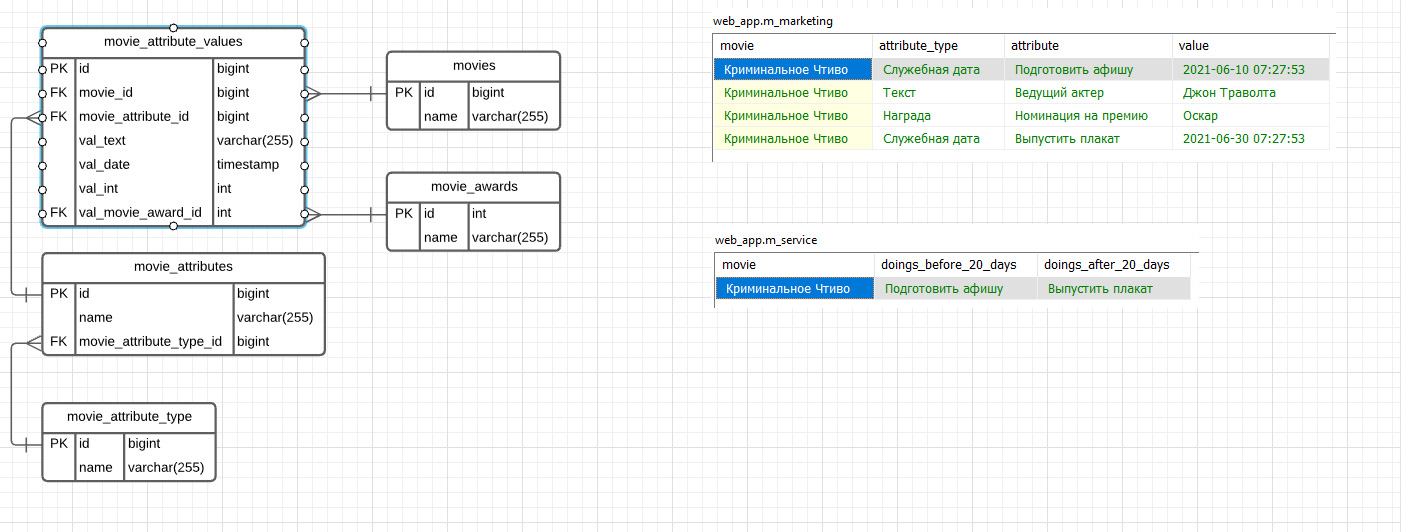 movie_attribute_values
PK id bigint
FK movie_id bigint
FK movie_attribute_id bigint
val_text varchar(255)
val_date timestamp
val_int int
FK val_movie_award_id int
movies
PK id bigint
name varchar(255)
movie_awards
PK id int
name varchar(255)
movie_attributes
PK id bigint
name varchar(255)
FK movie_attribute_type_id bigint
movie_attribute_type
PK id bigint
name varchar(255)
web_app.m_marketing
movie attribute_type attribute value
Криминальное Чтиво Служебная дата Подготовить афишу 2021-06-10 07:27:53
Криминальное Чтиво Текст Ведущий актер Джон Траволта
Криминальное Чтиво Награда Номинация на премию Оскар
Криминальное Чтиво Служебная дата Выпустить плакат 2021-06-30 07:27:53
web_app.m_service
movie doings_before_20_days doings_after_20_days
Криминальное Чтиво Подготовить афишу Выпустить плакат